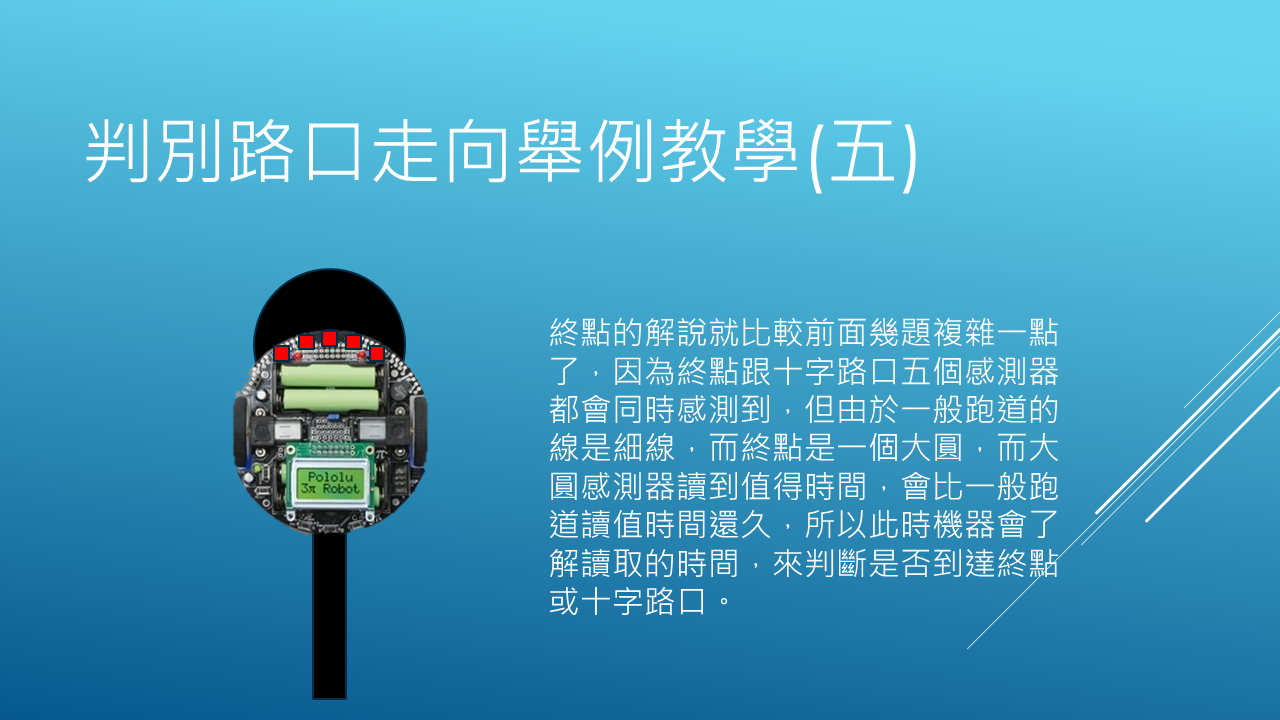 判別路口走向舉例教學(五)
終點的解說就比較前面幾題複雜一點
了，因為終點跟十字路口五個感測器
都會同時感測到，但由於一般跑道的
線是細線，而終點是一個大圓，而大
圓感測器讀到值得時間，會比一般跑
道讀值時間還久，所以此時機器會了
解讀取的時間，來判斷是否到達終點
或十字路口。
Pololu
3π Robot